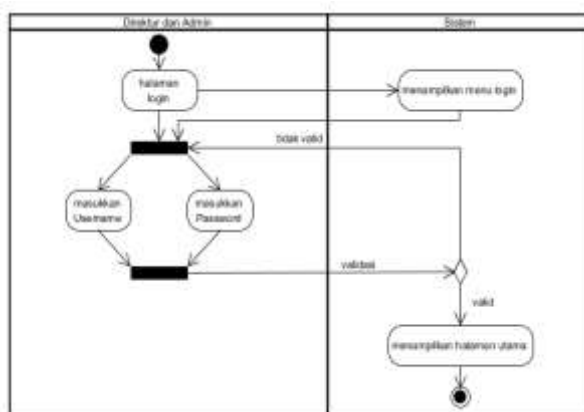 Direktur dan Admin
Sistem
halaman
login
menampilkan menu login
tidak valid
masukkan
Username
masukkan
Password
validasi
valid
menampilkan halaman utama